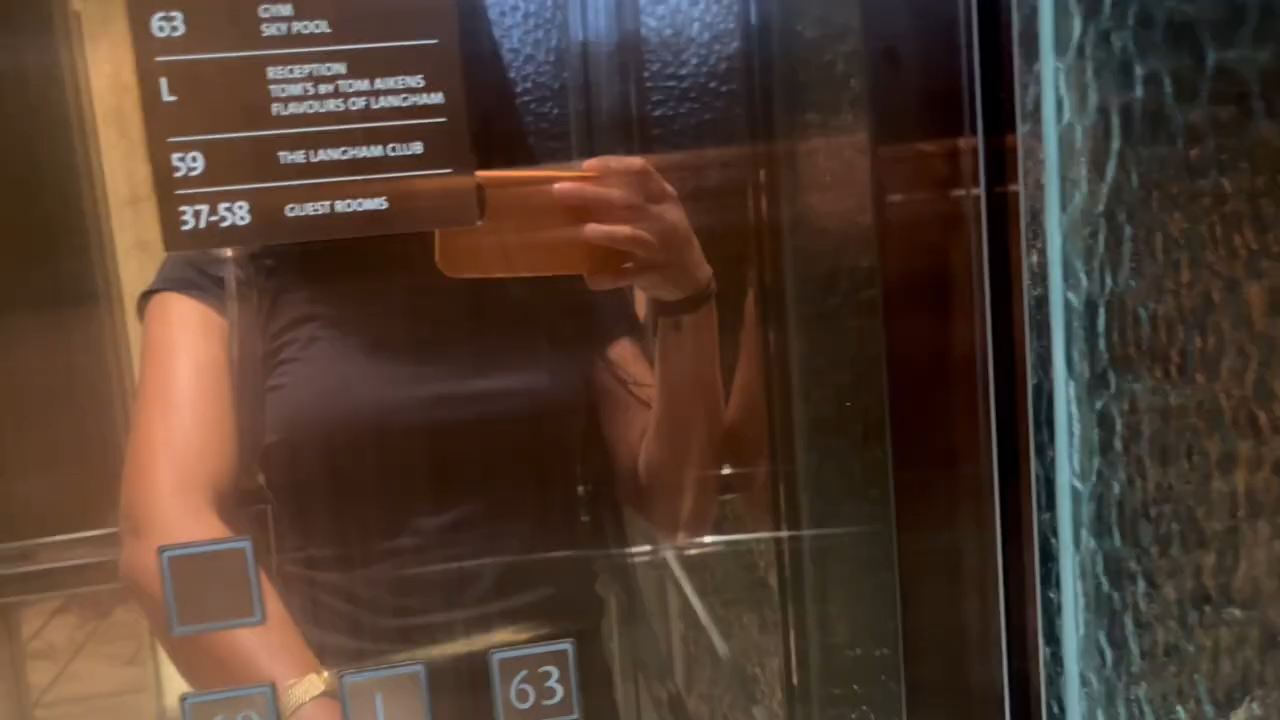 63
GYM
SKY POOL
L
RECEPTION
TOM'S BY TOM AIKENS
FLAVOURS OF LANGHAM
59
THE LANGHAM CLUB
37-58
GUEST ROOMS
L
63